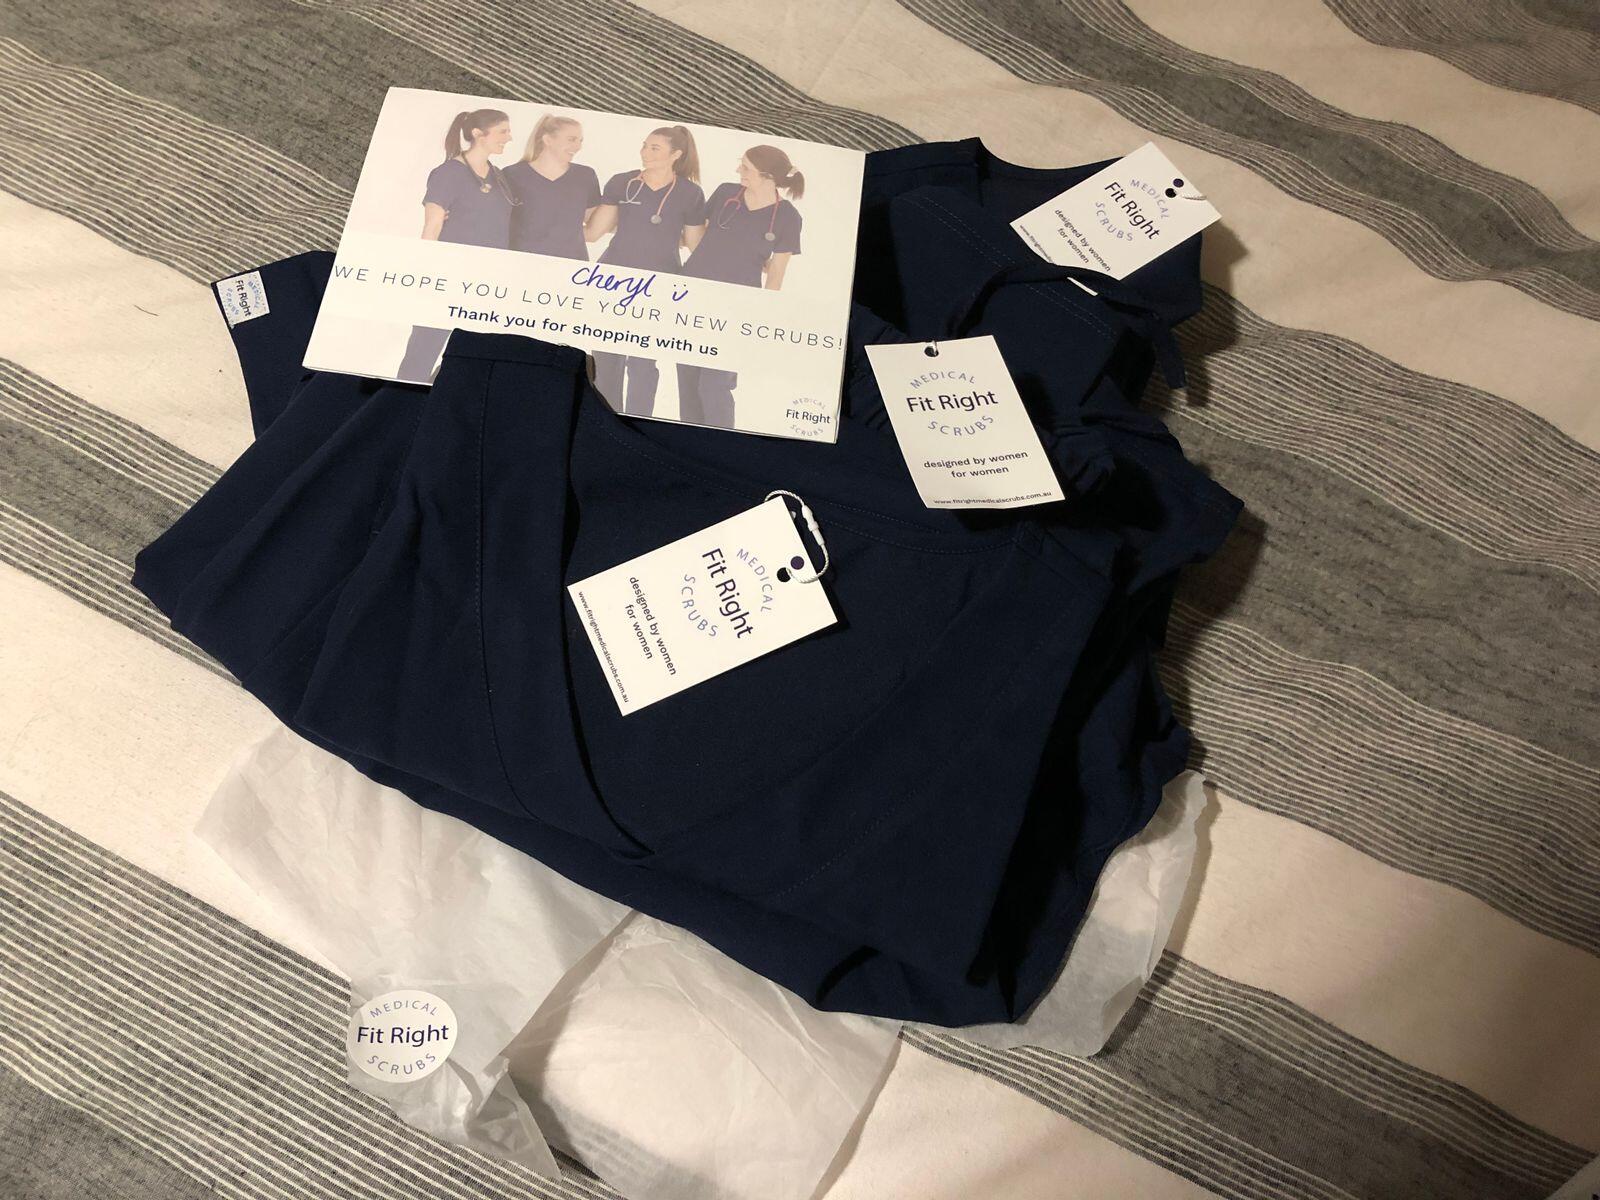 Cheryl
WE HOPE YOU LOVE YOUR NEW SCRUBS!
Thank you for shopping with us
MEDICAL
Fit Right
SCRUBS
MEDICAL
Fit Right
SCRUBS
designed by women
for women
MEDICAL
Fit Right
SCRUBS
MEDICAL
Fit Right
SCRUBS
designed by women
for women
www.fitrightmedicalscrubs.com.au
MEDICAL
Fit Right
SCRUBS
designed by women
for women
www.fitrightmedicalscrubs.com.au
MEDICAL
Fit Right
SCRUBS